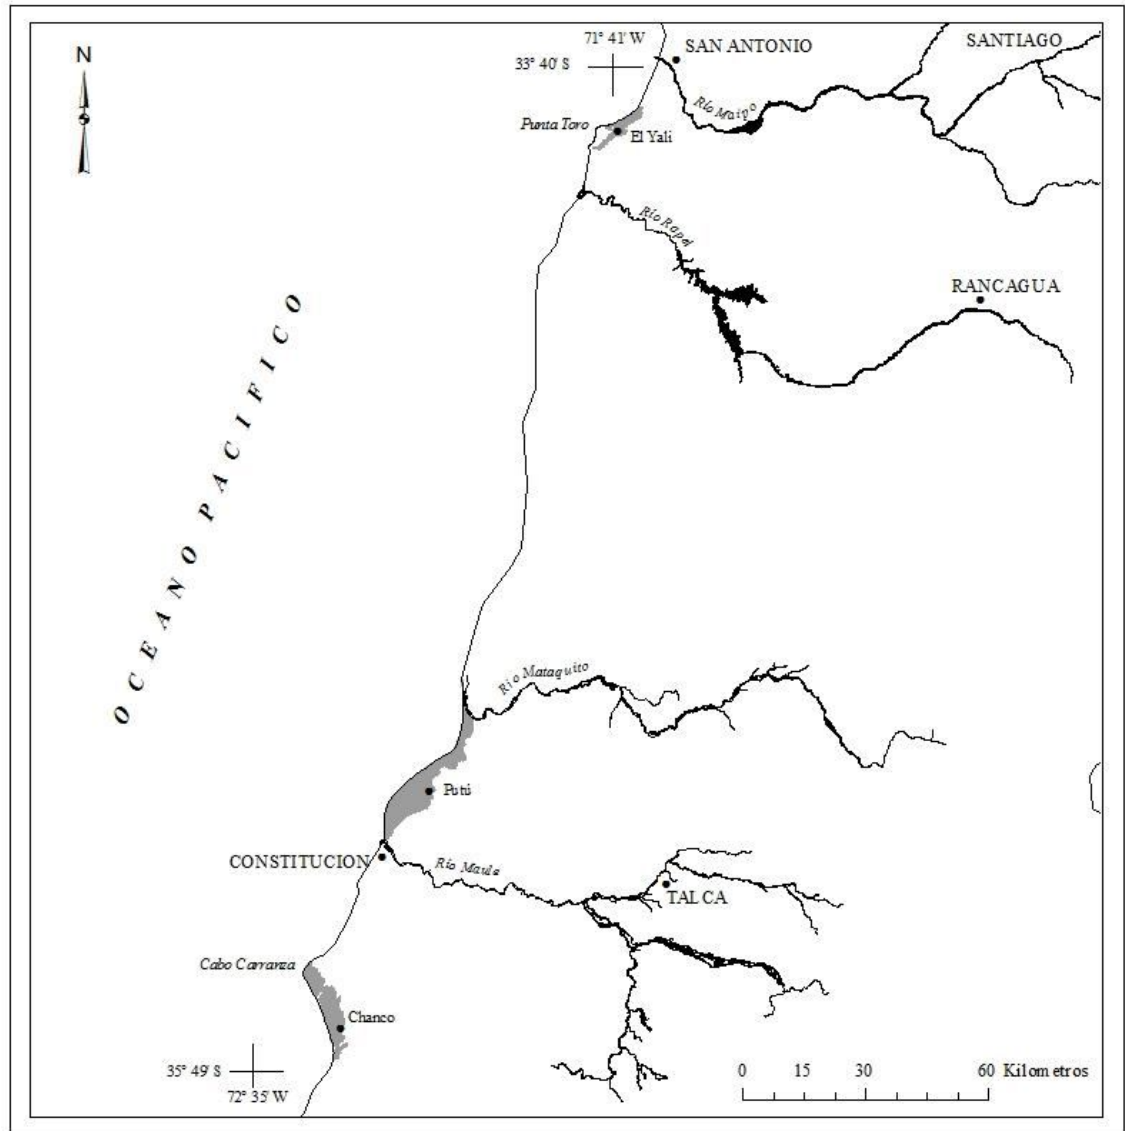 N
71° 41' W
33° 40' S
SAN ANTONIO
SANTIAGO
Río Maipo
Punta Toro
El Yali
Río Rapel
RANCAGUA
OCEANO PACIFICO
Río Mataquito
Putú
CONSTITUCION
Río Maule
TALCA
Cabo Carranza
Chanco
35° 49' S
72° 35' W
0 15 30 60 Kilometros